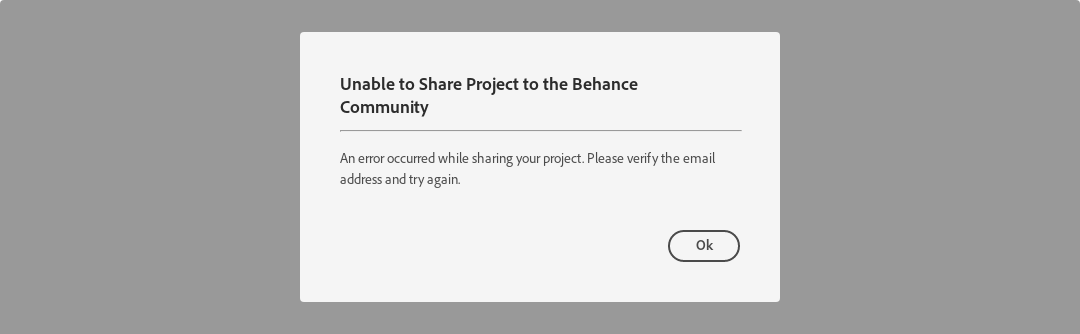 Unable to Share Project to the Behance
Community
An error occurred while sharing your project. Please verify the email
address and try again.
Ok